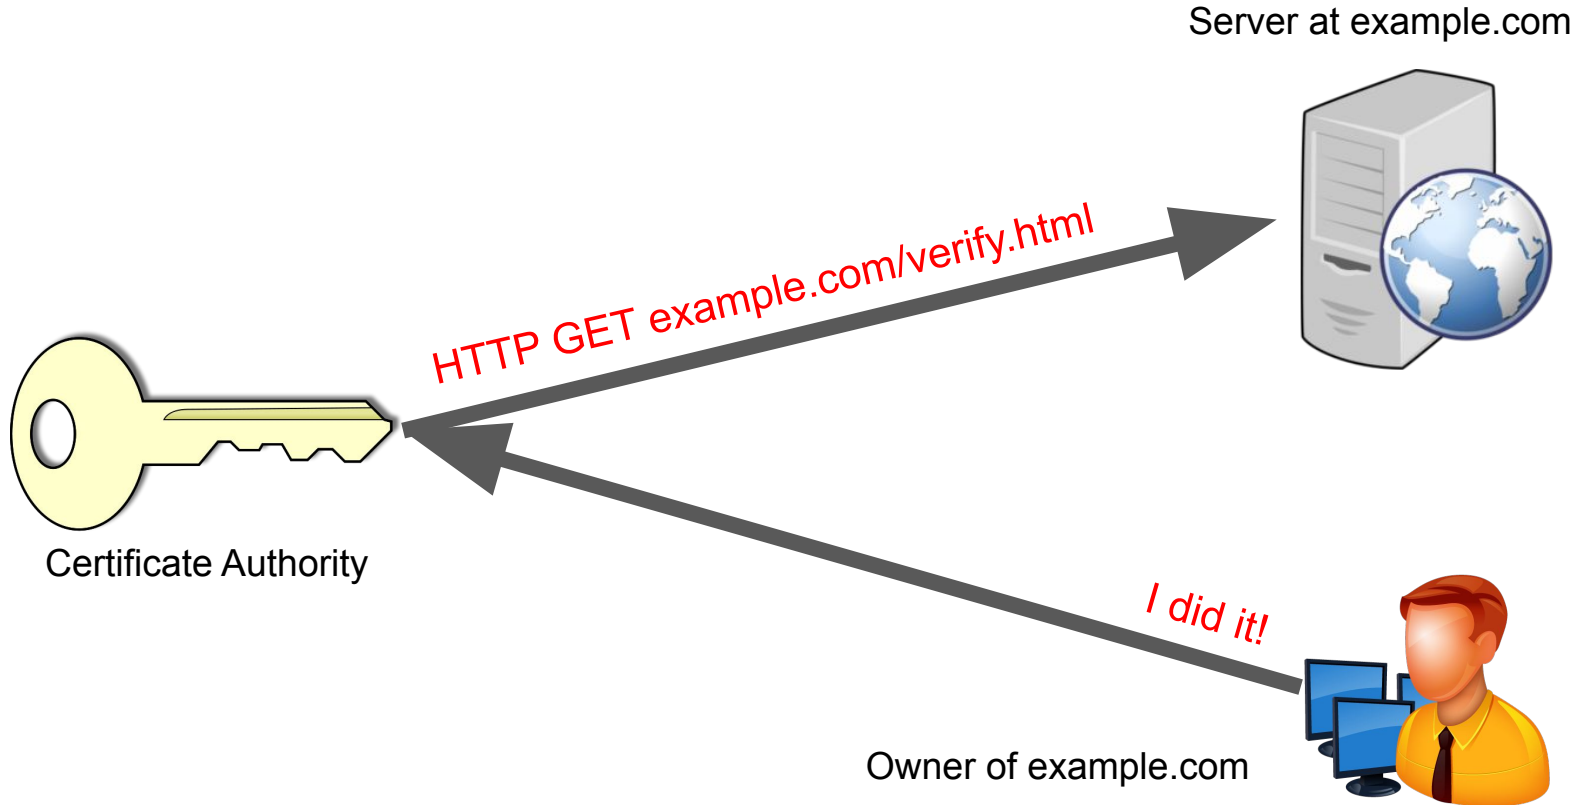 Server at example.com
HTTP GET example.com/verify.html
Certificate Authority
I did it!
Owner of example.com